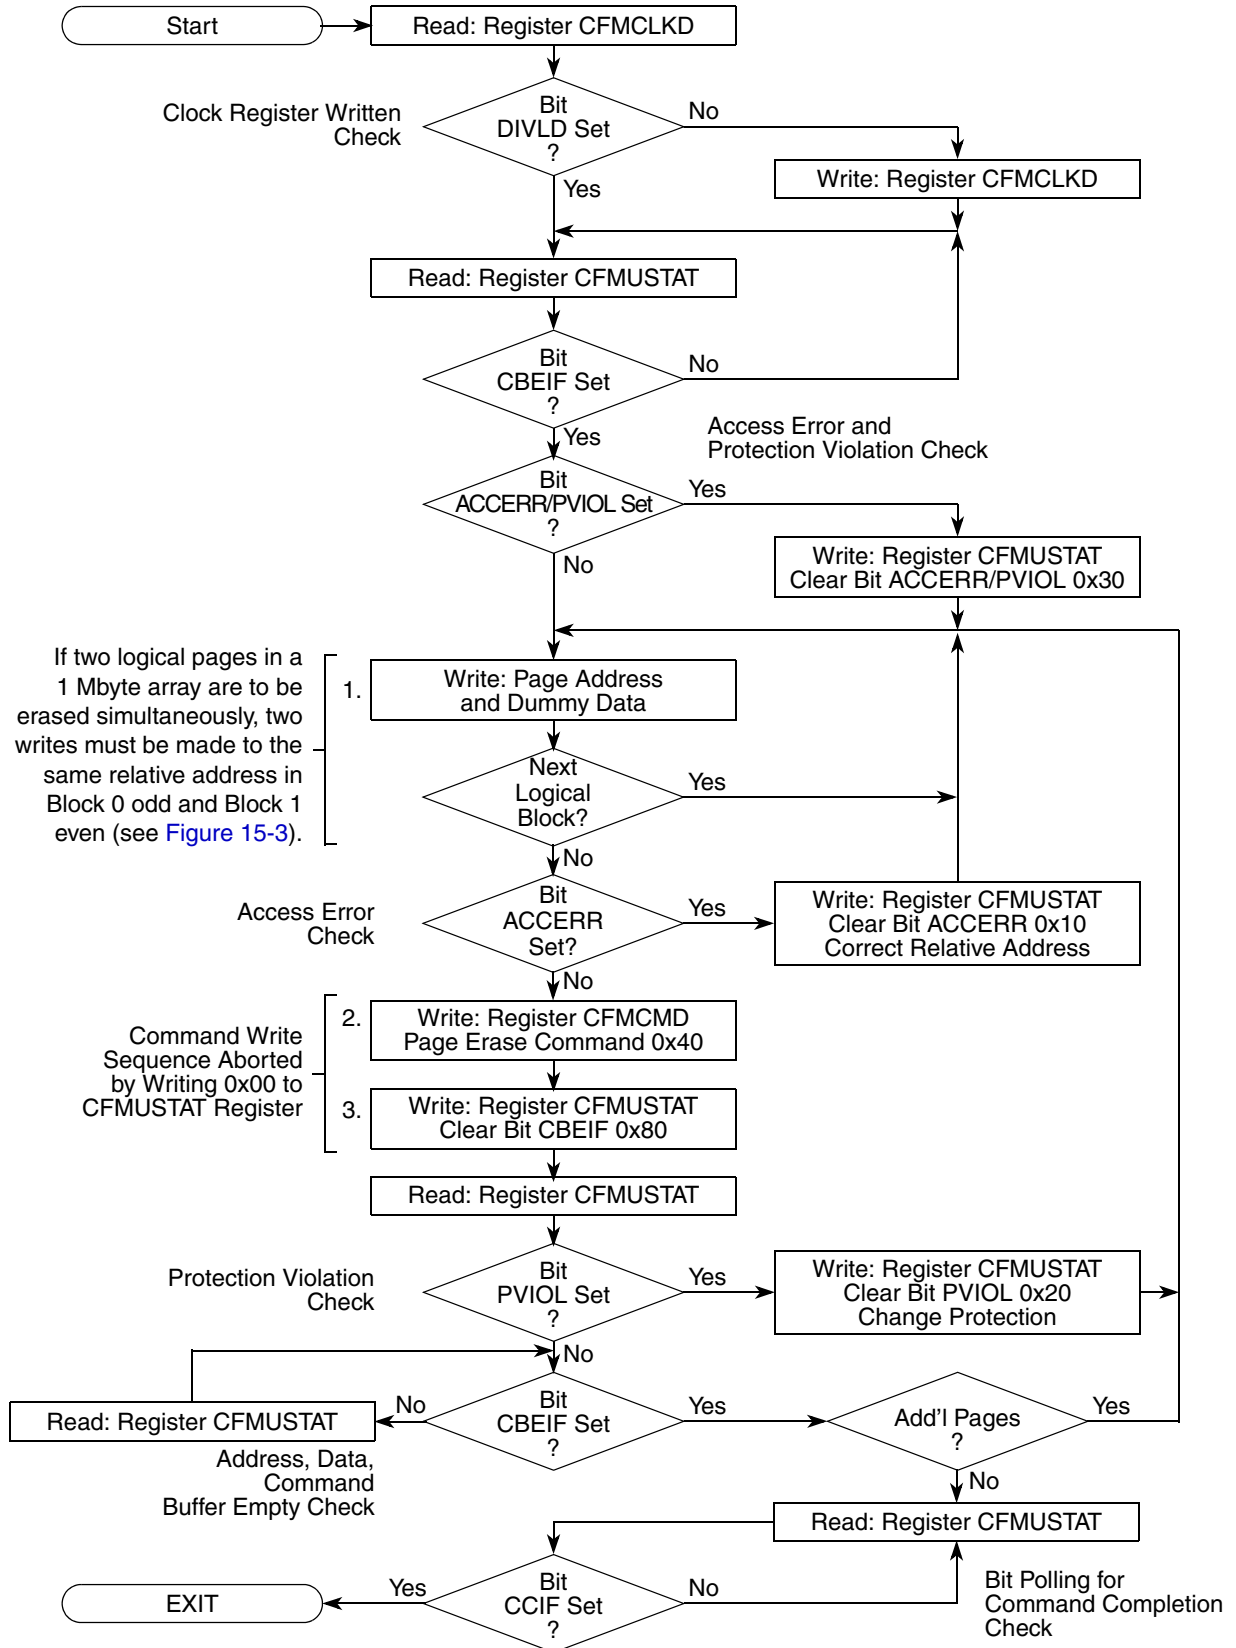 Start
Read: Register CFMCLKD
Clock Register Written
Check
Bit
DIVLD Set
?
No
Yes
Write: Register CFMCLKD
Read: Register CFMUSTAT
Bit
CBEIF Set
?
No
Yes
Access Error and
Protection Violation Check
Bit
ACCERR/PVIOL Set
?
Yes
No
Write: Register CFMUSTAT
Clear Bit ACCERR/PVIOL 0x30
If two logical pages in a
1 Mbyte array are to be
erased simultaneously, two
writes must be made to the
same relative address in
Block 0 odd and Block 1
even (see Figure 15-3).
1.
Write: Page Address
and Dummy Data
Next
Logical
Block?
Yes
No
Access Error
Check
Bit
ACCERR
Set?
Yes
No
Write: Register CFMUSTAT
Clear Bit ACCERR 0x10
Correct Relative Address
Command Write
Sequence Aborted
by Writing 0x00 to
CFMUSTAT Register
2.
Write: Register CFMCMD
Page Erase Command 0x40
3.
Write: Register CFMUSTAT
Clear Bit CBEIF 0x80
Read: Register CFMUSTAT
Protection Violation
Check
Bit
PVIOL Set
?
Yes
No
Write: Register CFMUSTAT
Clear Bit PVIOL 0x20
Change Protection
Read: Register CFMUSTAT
No
Bit
CBEIF Set
?
Yes
Add'l Pages
?
Yes
No
Address, Data,
Command
Buffer Empty Check
Read: Register CFMUSTAT
EXIT
Yes
Bit
CCIF Set
?
No
Bit Polling for
Command Completion
Check